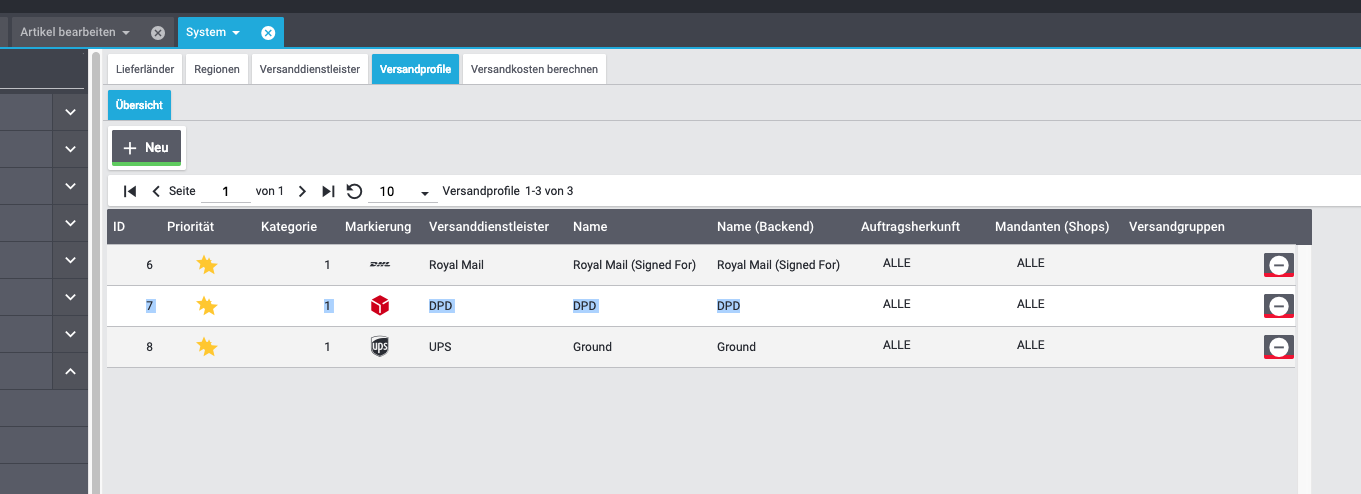 Artikel bearbeiten System
Lieferländer Regionen Versanddienstleister Versandprofile Versandkosten berechnen
Übersicht
Neu
Seite 1 von 1 10 Versandprofile 1-3 von 3
ID Priorität Kategorie Markierung Versanddienstleister Name Name (Backend) Auftragsherkunft Mandanten (Shops) Versandgruppen
6 1 DHL Royal Mail Royal Mail (Signed For) Royal Mail (Signed For) ALLE ALLE
7 1 DPD DPD DPD ALLE ALLE
8 1 ups UPS Ground Ground ALLE ALLE